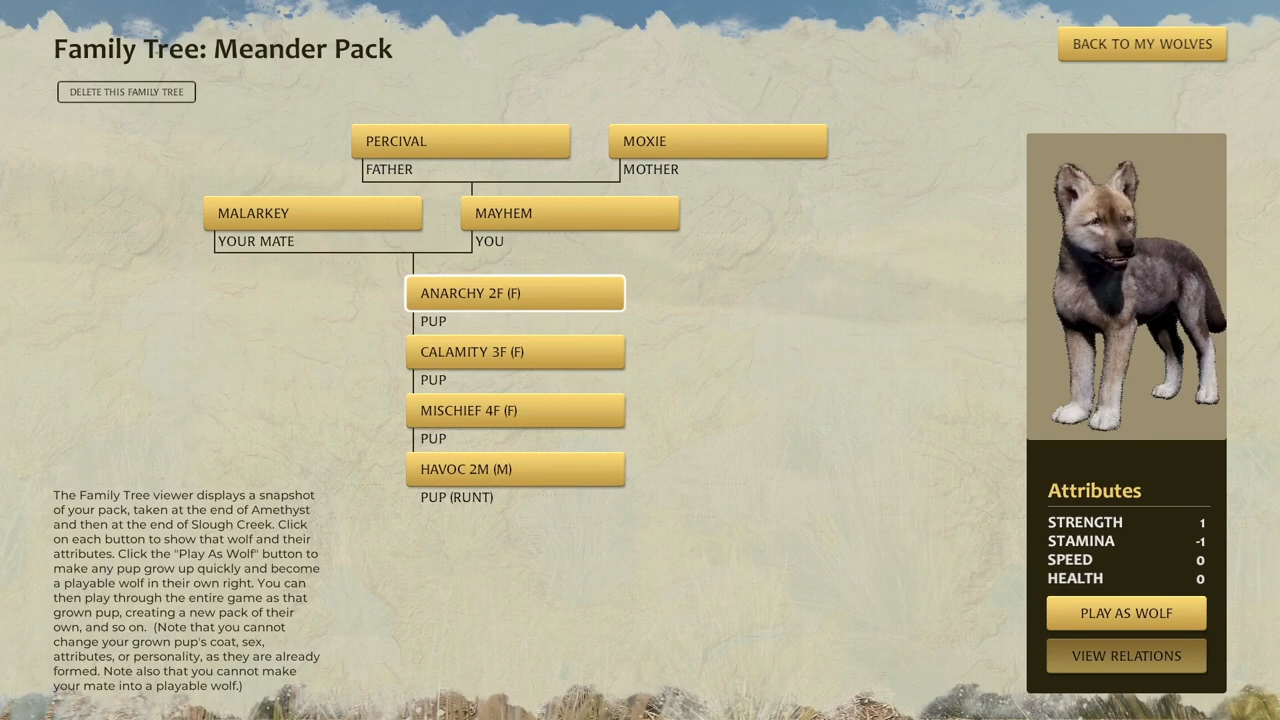 Family Tree: Meander Pack
BACK TO MY WOLVES
DELETE THIS FAMILY TREE
PERCIVAL
MOXIE
FATHER
MOTHER
MALARKEY
MAYHEM
YOUR MATE
YOU
ANARCHY 2F (F)
PUP
CALAMITY 3F (F)
PUP
MISCHIEF 4F (F)
PUP
HAVOC 2M (M)
PUP (RUNT)
The Family Tree viewer displays a snapshot
of your pack, taken at the end of Amethyst
and then at the end of Slough Creek. Click
on each button to show that wolf and their
attributes. Click the "Play As Wolf" button to
make any pup grow up quickly and become
a playable wolf in their own right. You can
then play through the entire game as that
grown pup, creating a new pack of their
own, and so on.  (Note that you cannot
change your grown pup's coat, sex,
attributes, or personality, as they are already
formed. Note also that you cannot make
your mate into a playable wolf.)
Attributes
STRENGTH 1
STAMINA -1
SPEED 0
HEALTH 0
PLAY AS WOLF
VIEW RELATIONS